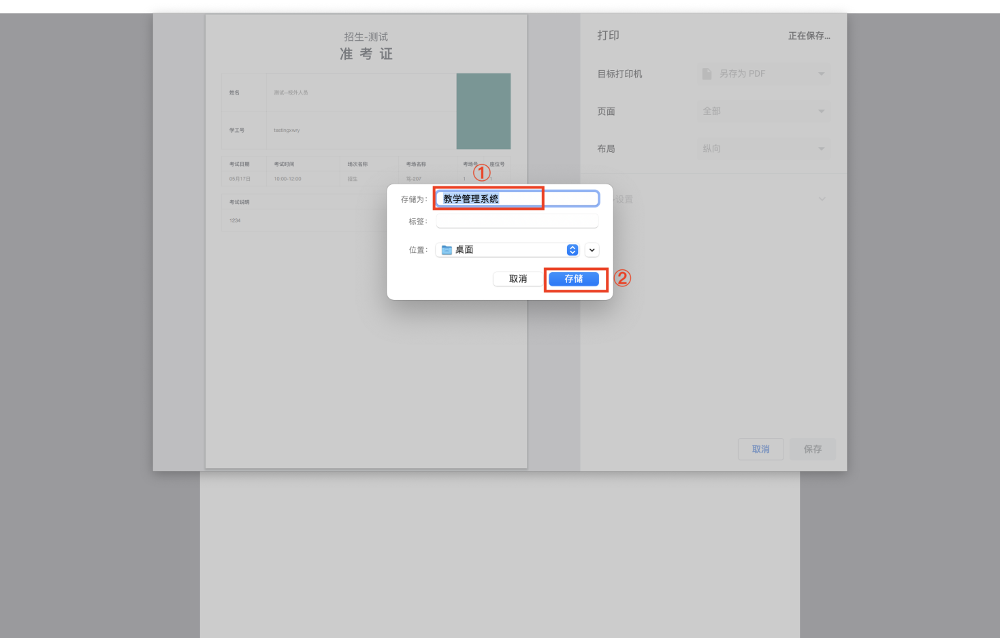 招生-测试
准 考 证
姓名 测试--校外人员
学工号 testingxwry
考试日期 考试时间 场次名称 考场名称 考场号 座位号
05月17日 10:00-12:00 招生 笃-207 1 1
考试说明
1234
打印 正在保存...
目标打印机 另存为 PDF
页面 全部
布局 纵向
设置
①
存储为： 教学管理系统
标签：
位置： 桌面
取消 存储 ②
取消 保存